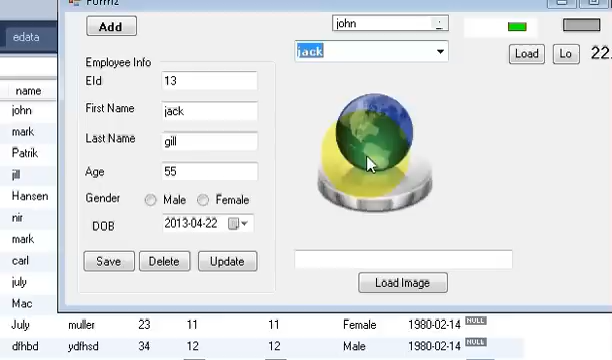 Form2
Add
john
edata
jack
Load
Lo
22.
Employee Info
EId
13
name
john
First Name
jack
mark
Last Name
gill
Patrik
jill
Age
55
Hansen
Gender
Male
Female
nir
DOB
2013-04-22
mark
carl
Save
Delete
Update
july
Load Image
Mac
July muller 23 11 11 Female 1980-02-14 NULL
dfhbd ydfhsd 34 12 12 Male 1980-02-14 NULL